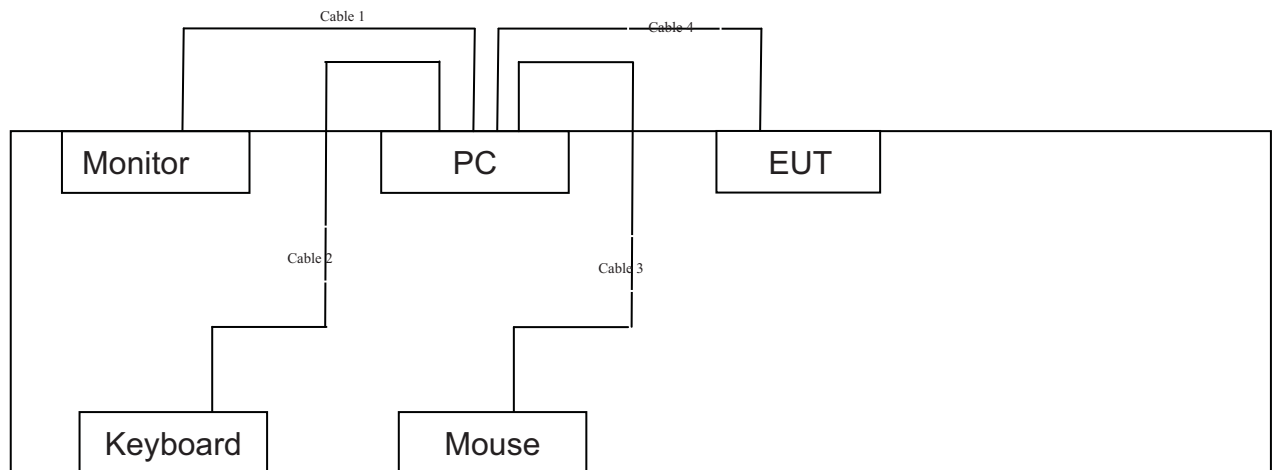 Cable 1
Cable 4
Monitor
PC
EUT
Cable 2
Cable 3
Keyboard
Mouse